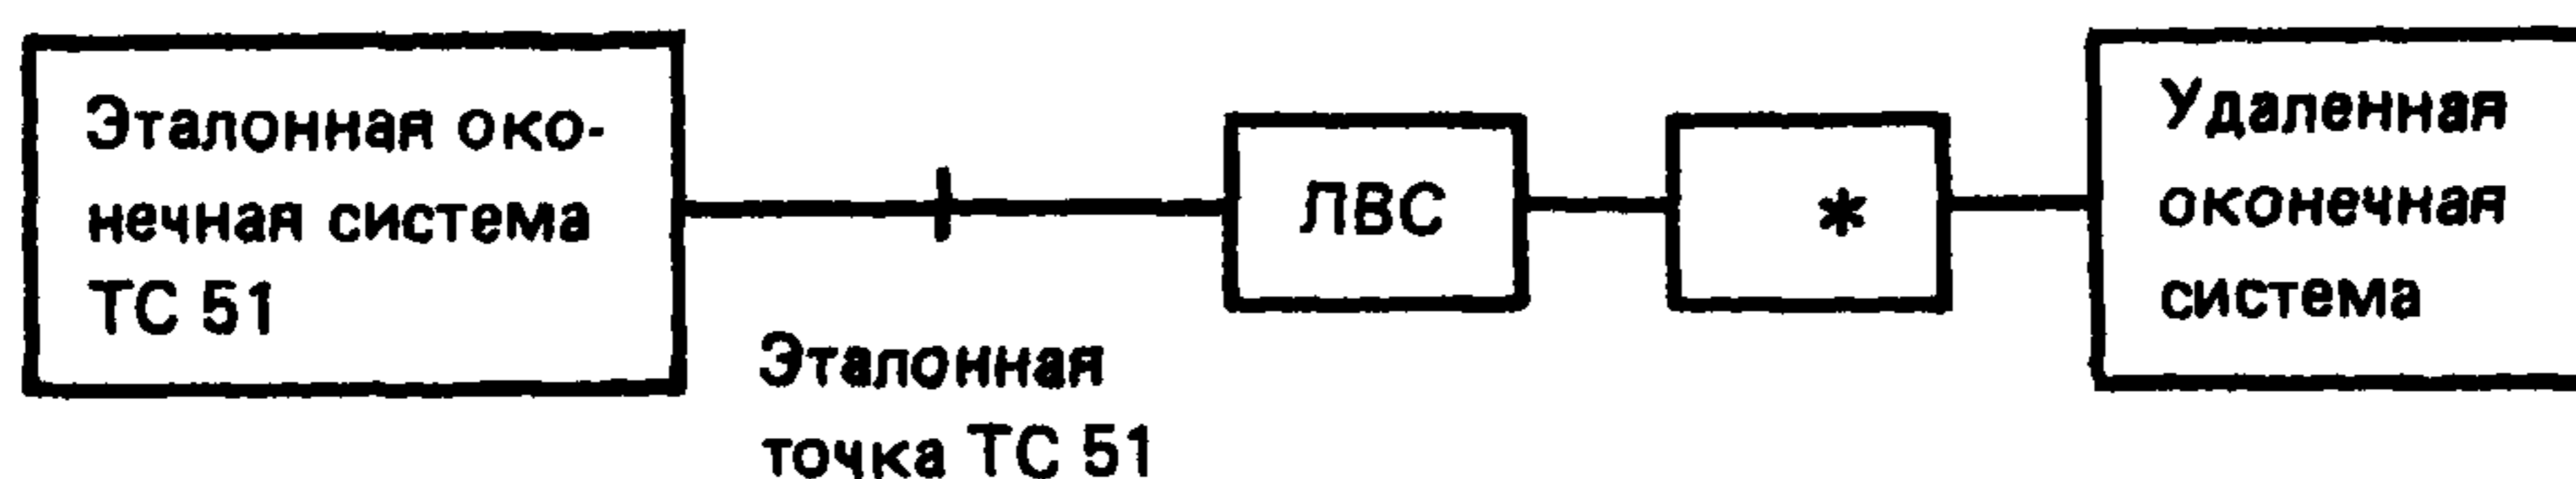 Эталонная око-
нечная система
ТС 51
Эталонная
точка ТС 51
ЛВС
*
Удаленная
оконечная
система